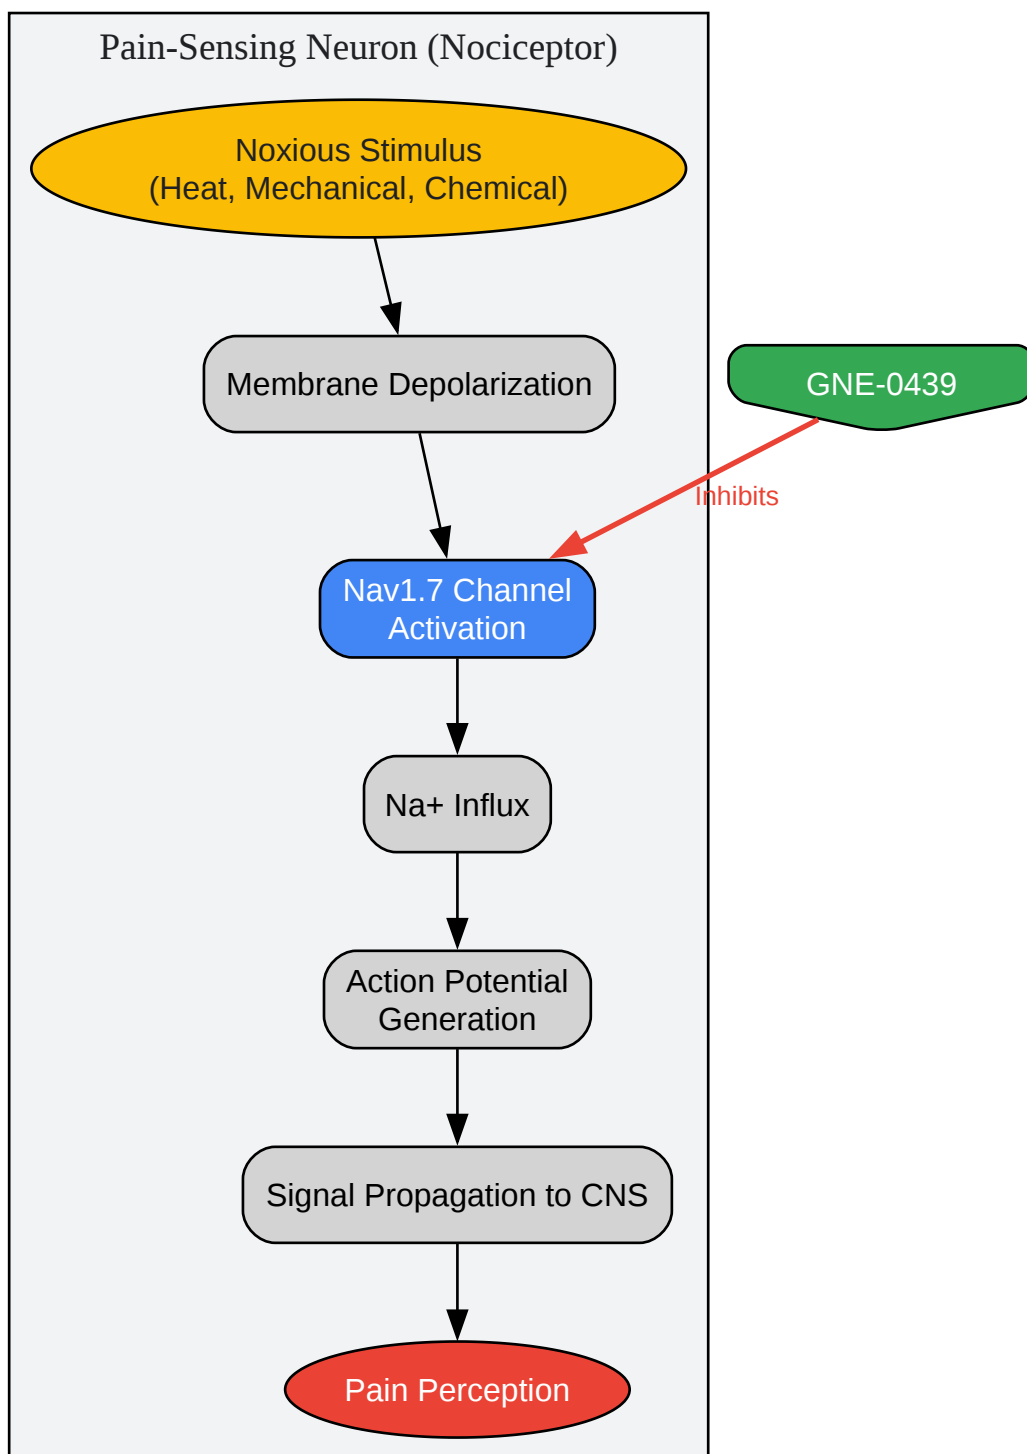 Pain-Sensing Neuron (Nociceptor)
Noxious Stimulus
(Heat, Mechanical, Chemical)
Membrane Depolarization
GNE-0439
Inhibits
Nav1.7 Channel
Activation
Na+ Influx
Action Potential
Generation
Signal Propagation to CNS
Pain Perception